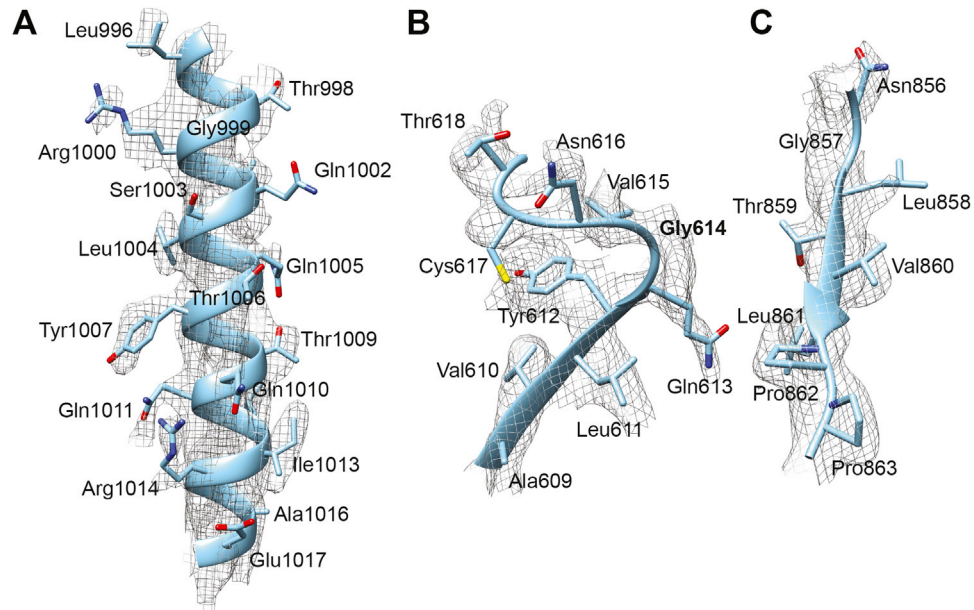 A
Leu996
Thr998
Gly999
Arg1000
Gln1002
Ser1003
Leu1004
Gln1005
Thr1006
Tyr1007
Thr1009
Gln1010
Gln1011
Ile1013
Arg1014
Ala1016
Glu1017
B
Thr618
Asn616
Val615
Gly614
Cys617
Tyr612
Val610
Gln613
Leu611
Ala609
C
Asn856
Gly857
Leu858
Thr859
Val860
Leu861
Pro862
Pro863